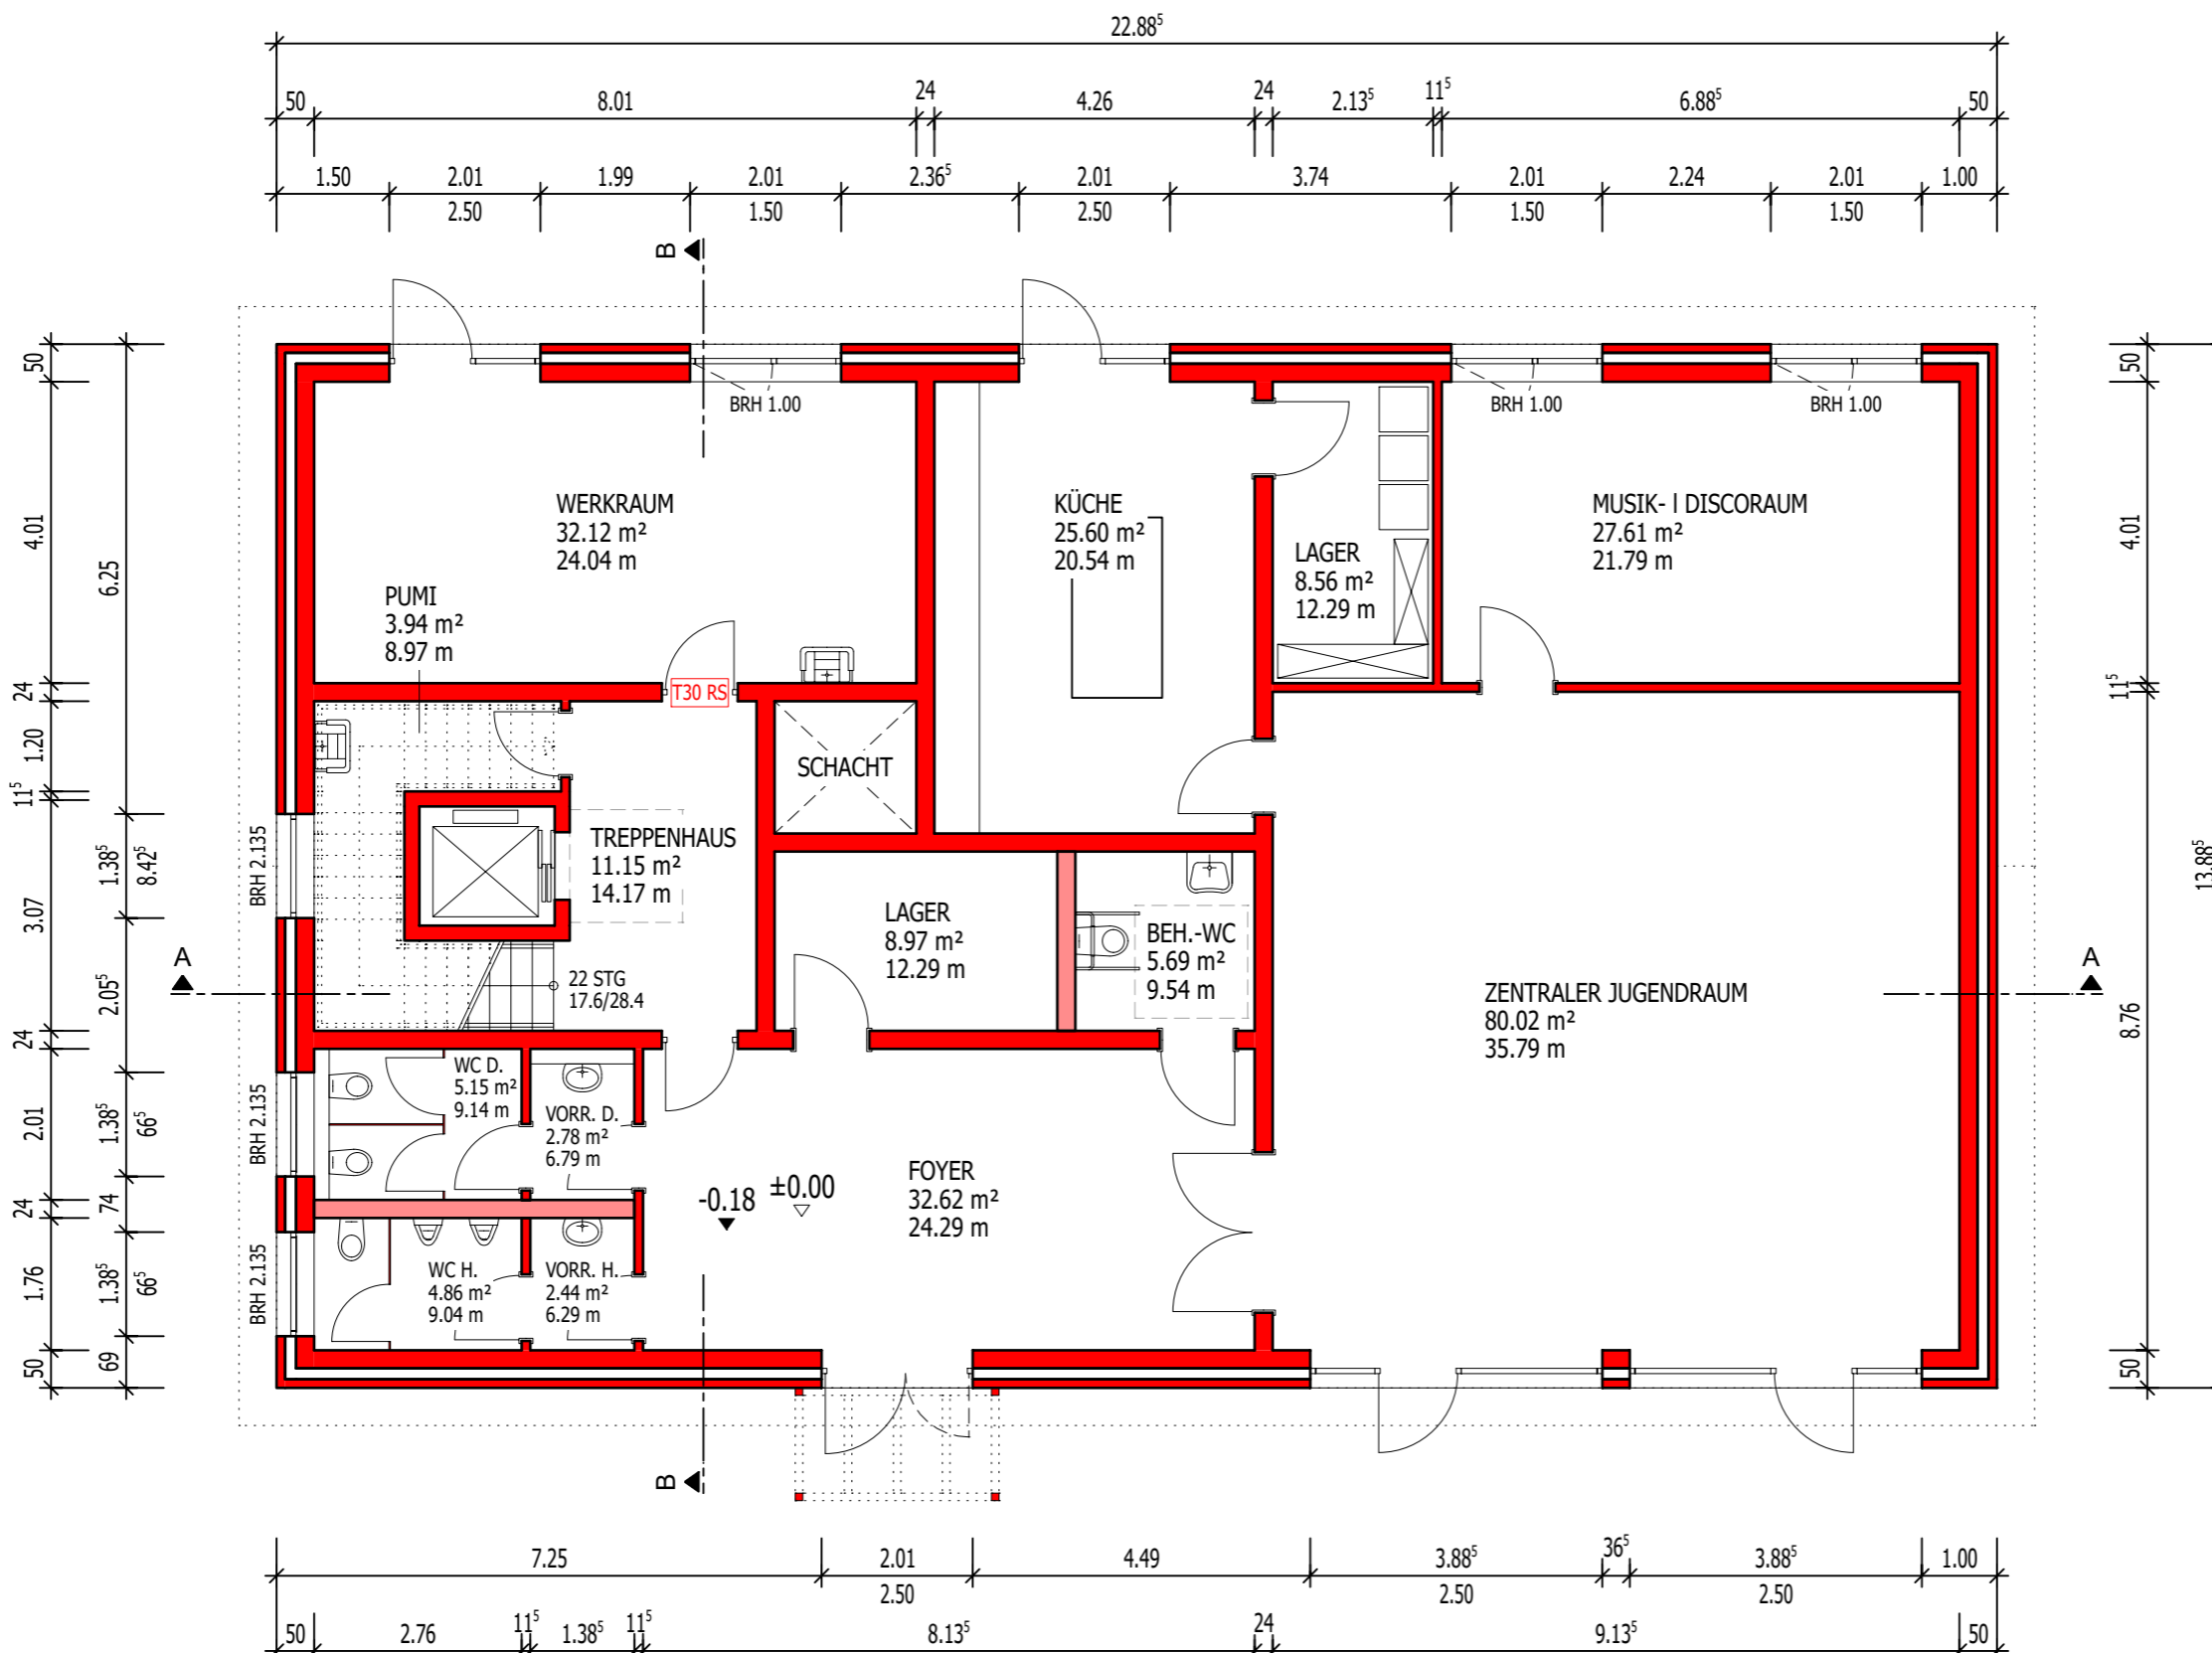 22.88⁵
50 8.01 24 4.26 24 2.13⁵ 11⁵ 6.88⁵ 50
1.50 2.01 1.99 2.01 2.36⁵ 2.01 3.74 2.01 2.24 2.01 1.00
2.50 1.50 2.50 1.50 1.50
B
BRH 1.00
BRH 1.00
BRH 1.00
WERKRAUM
32.12 m²
24.04 m
KÜCHE
25.60 m²
20.54 m
LAGER
8.56 m²
12.29 m
MUSIK- I DISCORAUM
27.61 m²
21.79 m
PUMI
3.94 m²
8.97 m
T30 RS
SCHACHT
TREPPENHAUS
11.15 m²
14.17 m
22 STG
17.6/28.4
LAGER
8.97 m²
12.29 m
BEH.-WC
5.69 m²
9.54 m
ZENTRALER JUGENDRAUM
80.02 m²
35.79 m
WC D.
5.15 m²
9.14 m
VORR. D.
2.78 m²
6.79 m
WC H.
4.86 m²
9.04 m
VORR. H.
2.44 m²
6.29 m
-0.18
±0.00
FOYER
32.62 m²
24.29 m
A
A
B
BRH 2.135
BRH 2.135
BRH 2.135
50 4.01 24 1.20 11⁵ 3.07 24 2.01 24 1.76 50
6.25 1.38⁵ 2.05⁵ 1.38⁵ 74 1.38⁵ 69
8.42⁵ 66⁵ 66⁵
50 4.01 11⁵ 8.76 50
13.88⁵
7.25 2.01 4.49 3.88⁵ 36⁵ 3.88⁵ 1.00
2.50 2.50 2.50
50 2.76 11⁵ 1.38⁵ 11⁵ 8.13⁵ 24 9.13⁵ 50